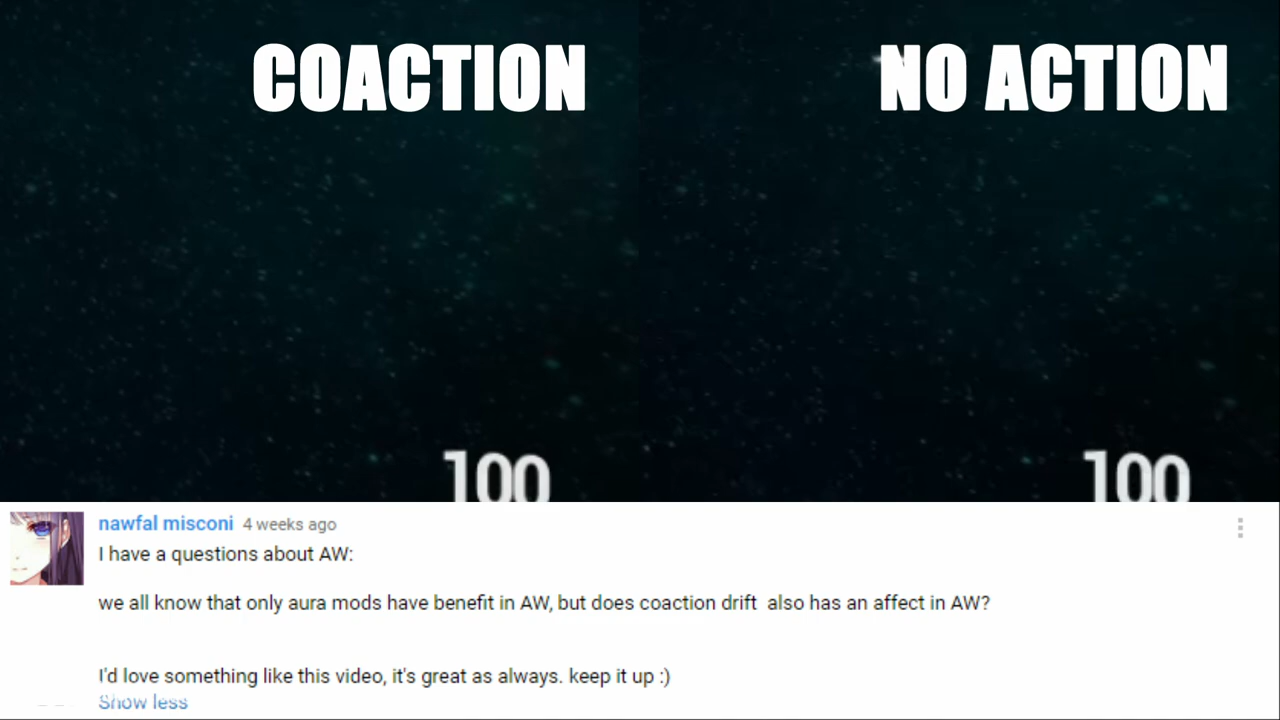 COACTION
NO ACTION
100
100
nawfal misconi 4 weeks ago
I have a questions about AW:
we all know that only aura mods have benefit in AW, but does coaction drift also has an affect in AW?
I'd love something like this video, it's great as always. keep it up :)
Show less